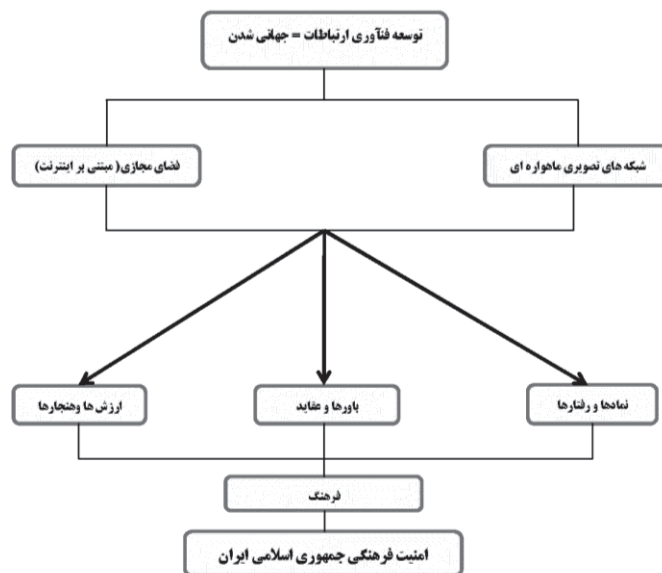 توسعه فنآوری ارتباطات = جهانی شدن
شبکه های تصویری ماهواره ای
فضای مجازی( مبتنی بر اینترنت)
نمادها و رفتارها
باورها و عقاید
ارزش ها وهنجارها
فرهنگ
امنیت فرهنگی جمهوری اسلامی ایران